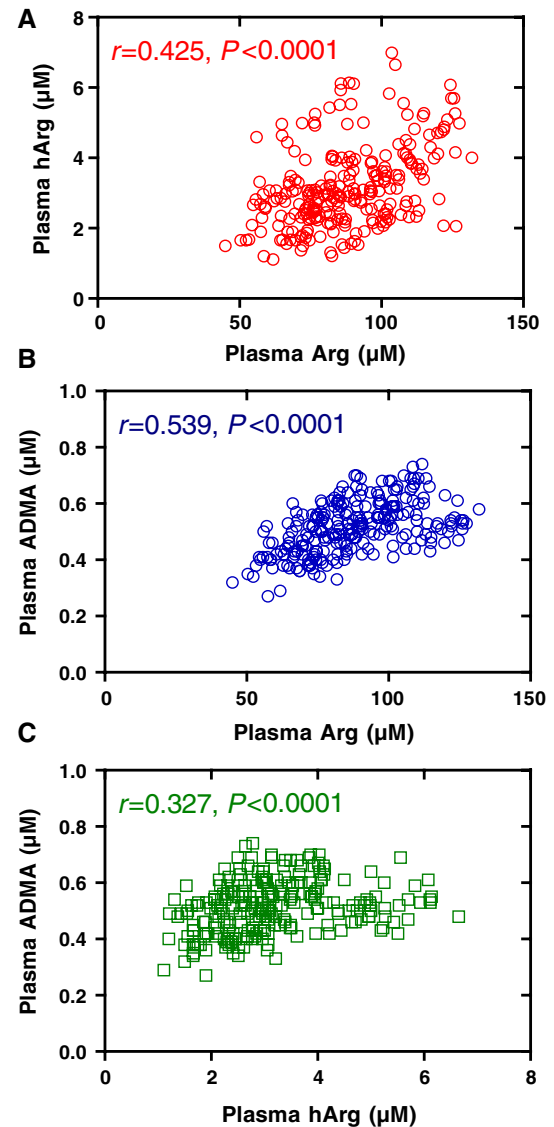 A
r=0.425, P<0.0001
Plasma hArg (µM)
8
6
4
2
0
0 50 100 150
Plasma Arg (µM)
B
r=0.539, P<0.0001
Plasma ADMA (µM)
1.0
0.8
0.6
0.4
0.2
0.0
0 50 100 150
Plasma Arg (µM)
C
r=0.327, P<0.0001
Plasma ADMA (µM)
1.0
0.8
0.6
0.4
0.2
0.0
0 2 4 6 8
Plasma hArg (µM)